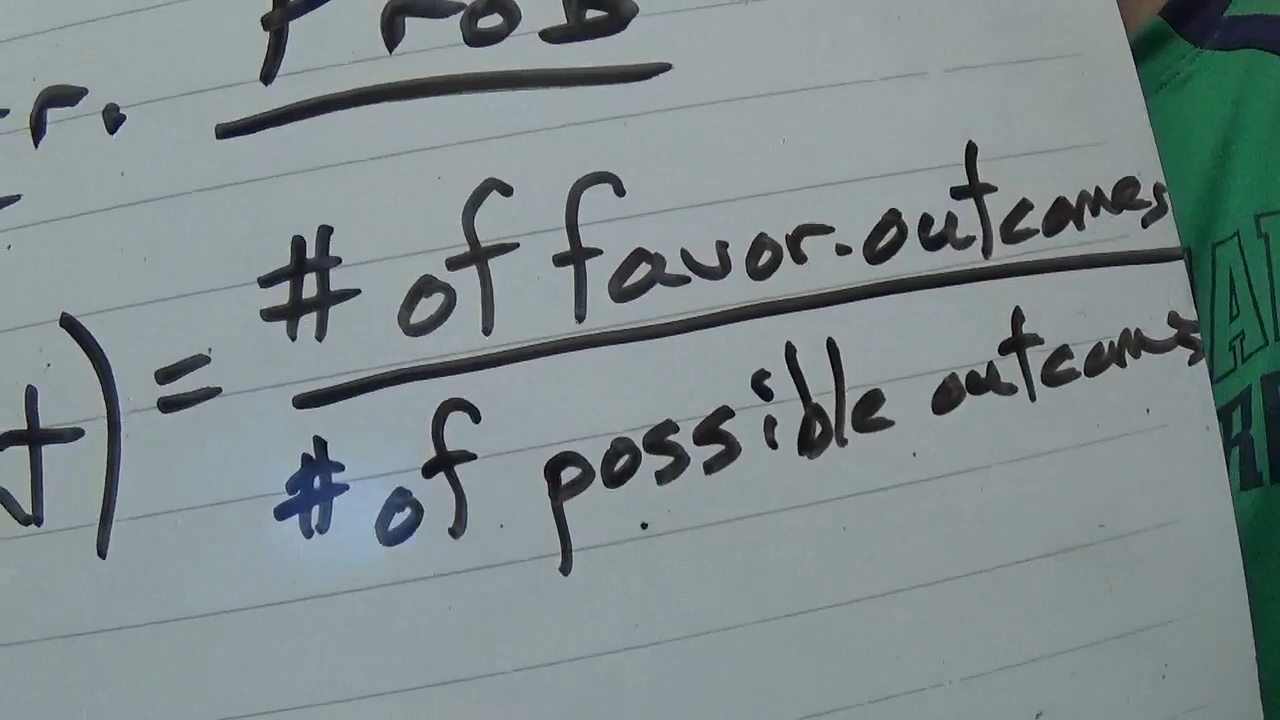 r. Prob
# of favor. outcomes
t) = 
# of possible outcomes